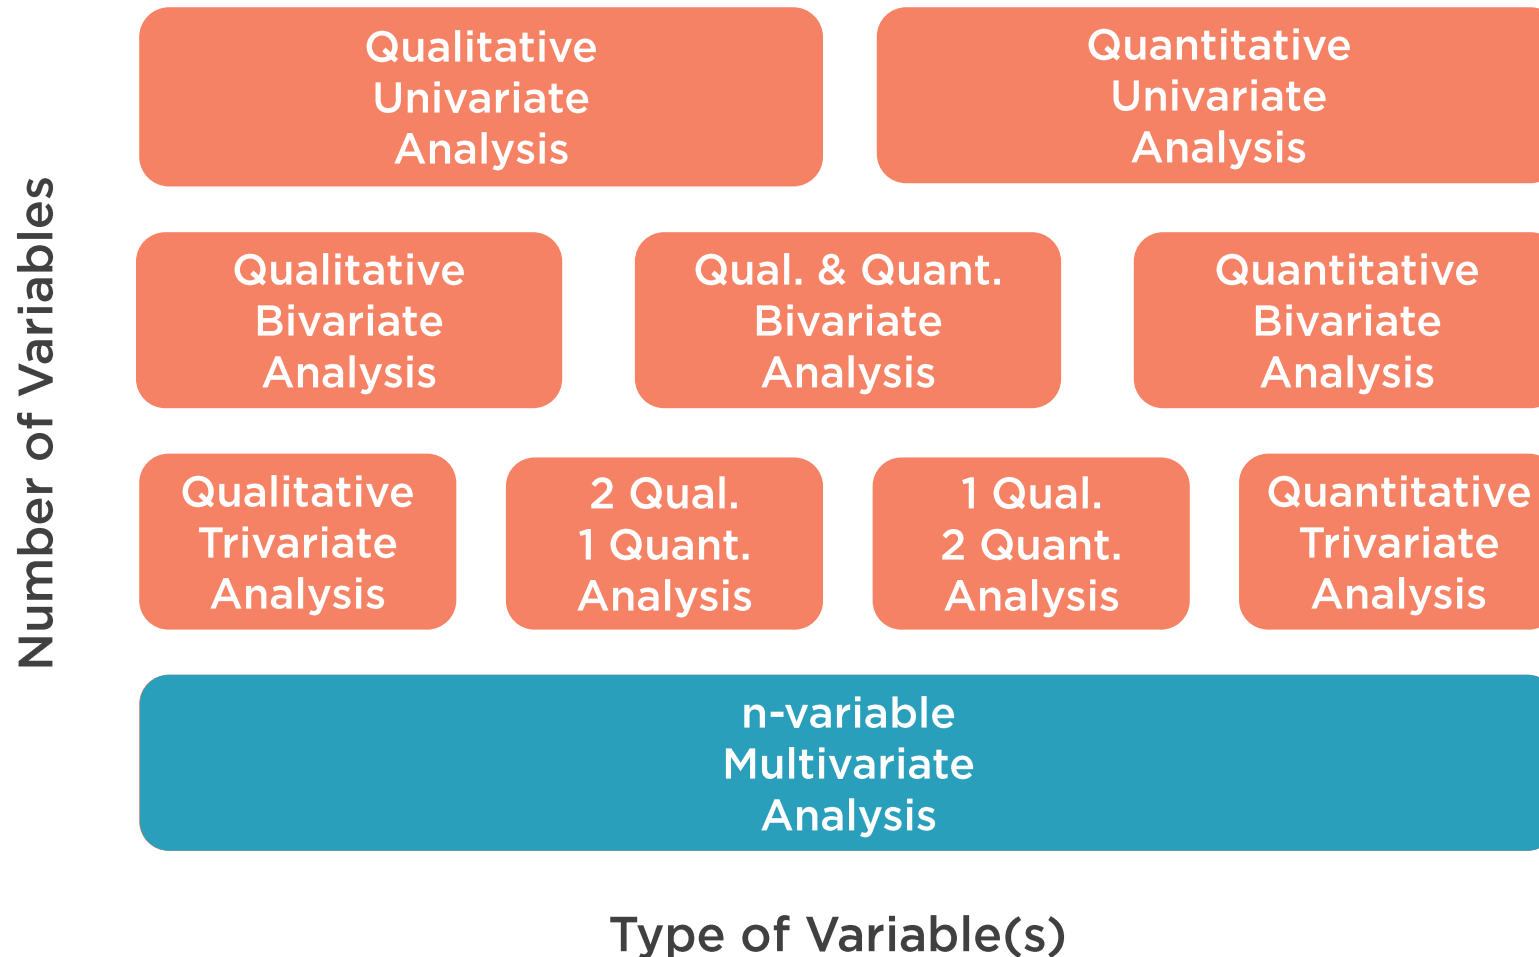 Number of Variables
Qualitative
Univariate
Analysis
Quantitative
Univariate
Analysis
Qualitative
Bivariate
Analysis
Qual. & Quant.
Bivariate
Analysis
Quantitative
Bivariate
Analysis
Qualitative
Trivariate
Analysis
2 Qual.
1 Quant.
Analysis
1 Qual.
2 Quant.
Analysis
Quantitative
Trivariate
Analysis
n-variable
Multivariate
Analysis
Type of Variable(s)